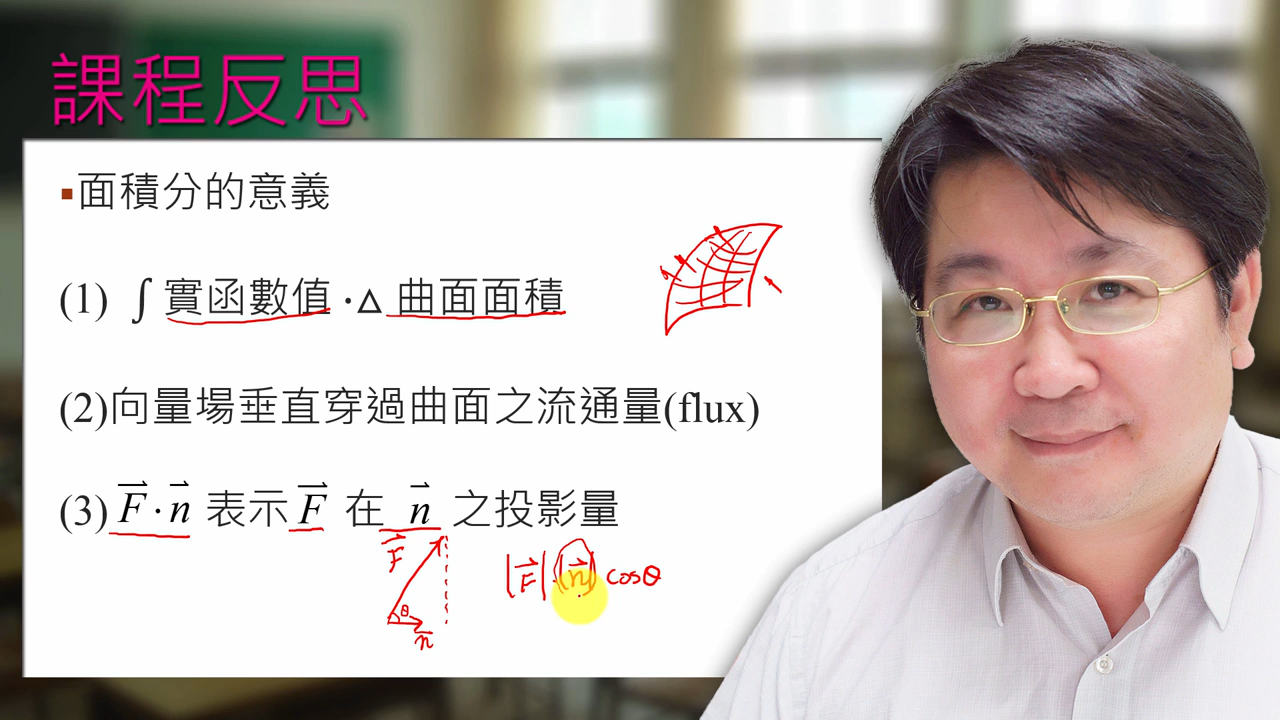 課程反思
▪面積分的意義
(1) ∫ 實函數值 ·△ 曲面面積
(2)向量場垂直穿過曲面之流通量(flux)
(3) F⃗ · n⃗ 表示 F⃗ 在 n⃗ 之投影量
F⃗
|F⃗| |n⃗| cosθ
θ
n⃗